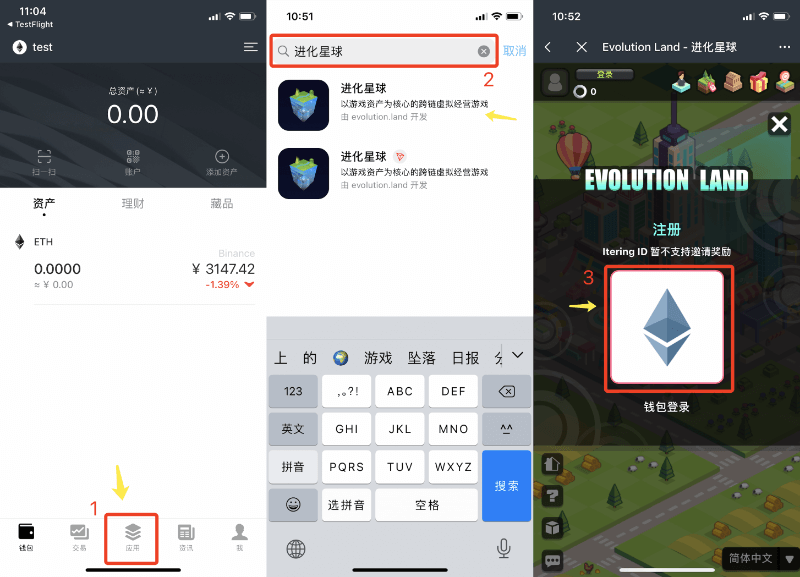 11:04
◀ TestFlight
test
总资产(≈ ¥)
0.00
扫一扫
账户
添加资产
资产
理财
藏品
ETH
Binance
0.0000
¥ 3147.42
≈ ¥ 0.00
-1.39%
1
钱包
交易
应用
资讯
我
10:51
进化星球
取消
2
进化星球
以游戏资产为核心的跨链虚拟经营游戏
由 evolution.land 开发
进化星球
以游戏资产为核心的跨链虚拟经营游戏
由 evolution.land 开发
上 的 游戏 坠落 日报
123 ,。?! ABC DEF
英文 GHI JKL MNO ^^
拼音 PQRS TUV WXYZ 搜索
选拼音 空格
10:52
Evolution Land - 进化星球
登录
0
EVOLUTION LAND
注册
Itering ID 暂不支持邀请奖励
3
钱包登录
?
简体中文